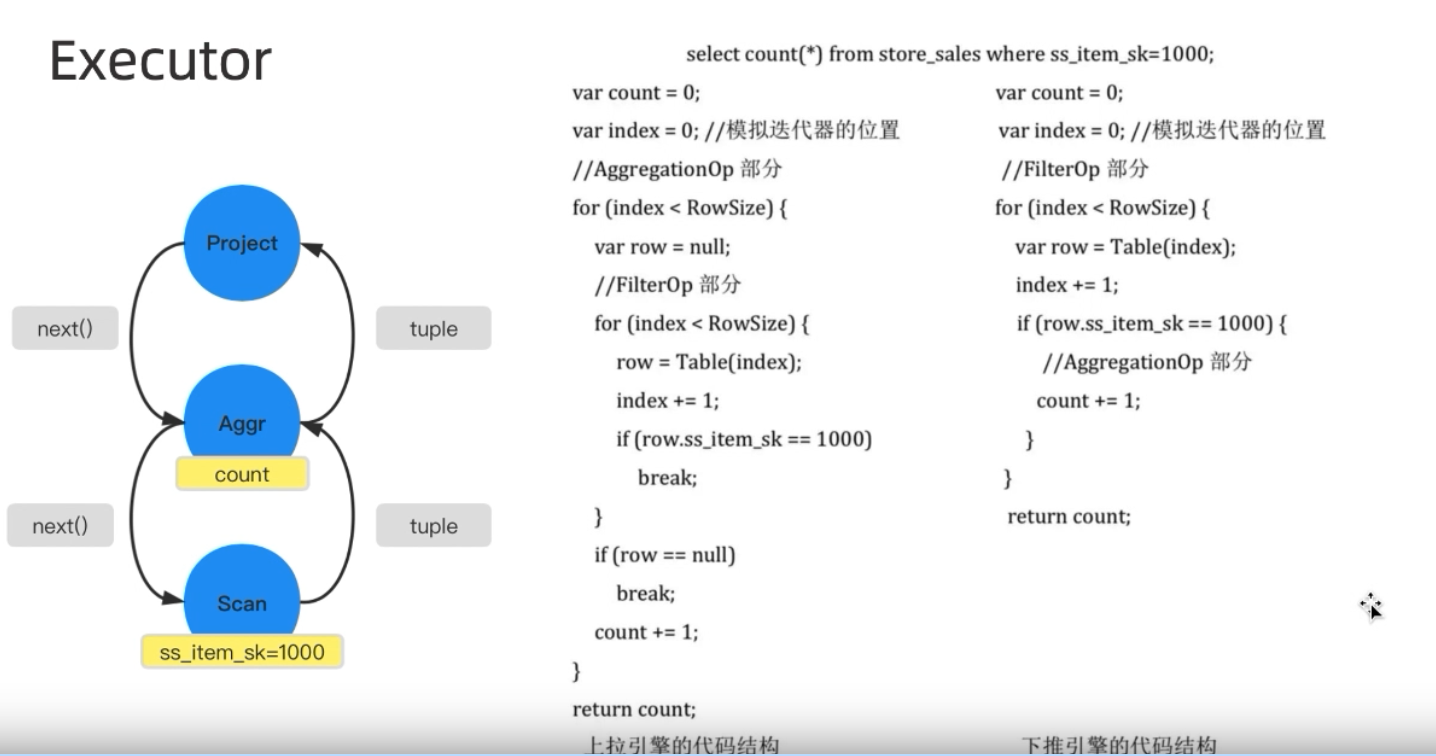 Executor
Project
next()
tuple
Aggr
count
next()
tuple
Scan
ss_item_sk=1000
select count(*) from store_sales where ss_item_sk=1000;
var count = 0;
var index = 0; //模拟迭代器的位置
//AggregationOp 部分
for (index < RowSize) {
var row = null;
//FilterOp 部分
for (index < RowSize) {
row = Table(index);
index += 1;
if (row.ss_item_sk == 1000)
break;
}
if (row == null)
break;
count += 1;
}
return count;
上拉引擎的代码结构
var count = 0;
var index = 0; //模拟迭代器的位置
//FilterOp 部分
for (index < RowSize) {
var row = Table(index);
index += 1;
if (row.ss_item_sk == 1000) {
//AggregationOp 部分
count += 1;
}
}
return count;
下推引擎的代码结构